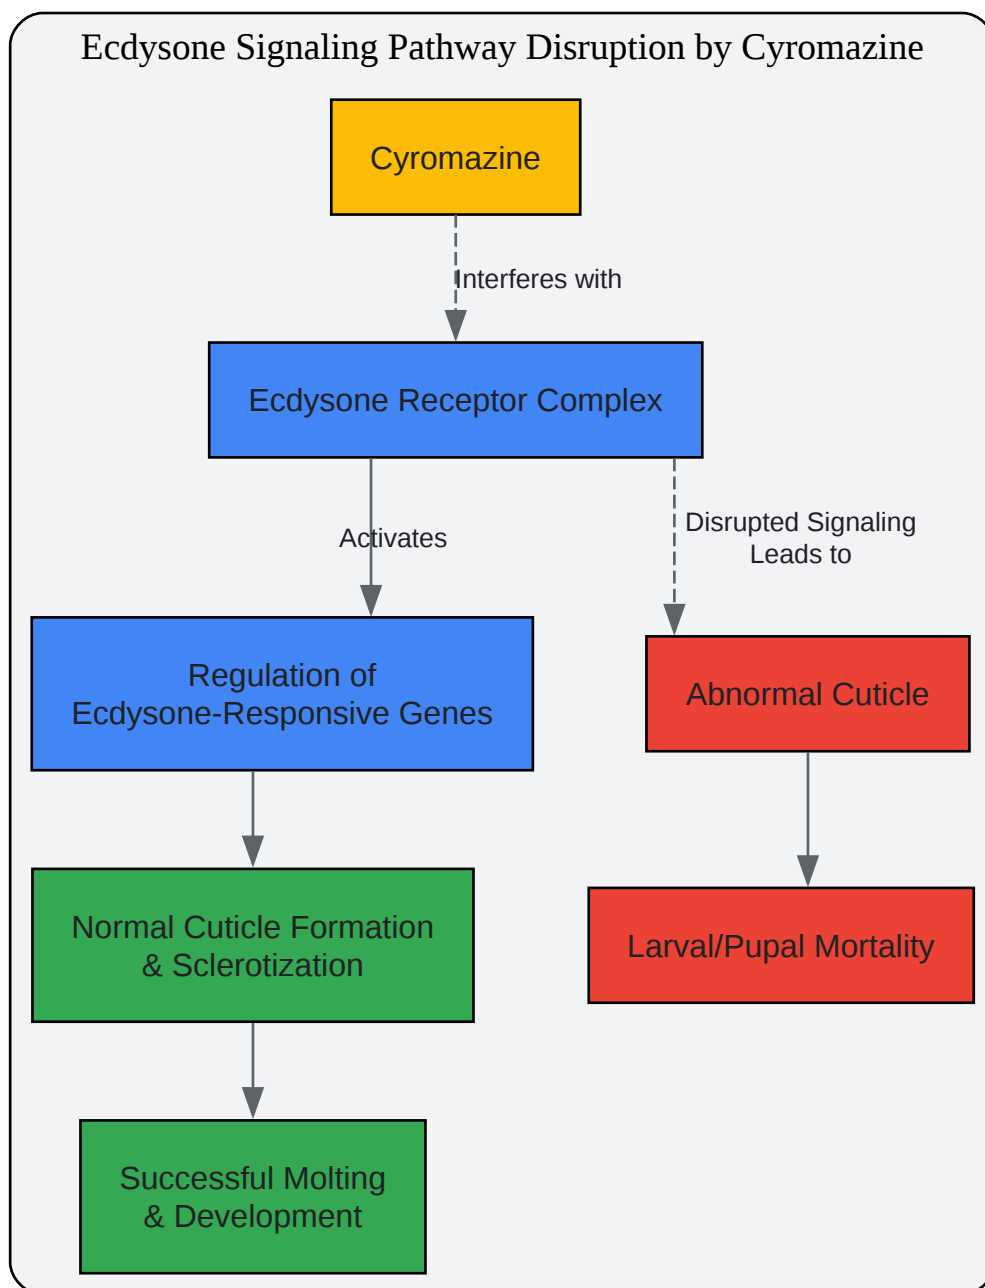 Ecdysone Signaling Pathway Disruption by Cyromazine
Cyromazine
Interferes with
Ecdysone Receptor Complex
Activates
Disrupted Signaling
Leads to
Regulation of
Ecdysone-Responsive Genes
Abnormal Cuticle
Normal Cuticle Formation
& Sclerotization
Larval/Pupal Mortality
Successful Molting
& Development